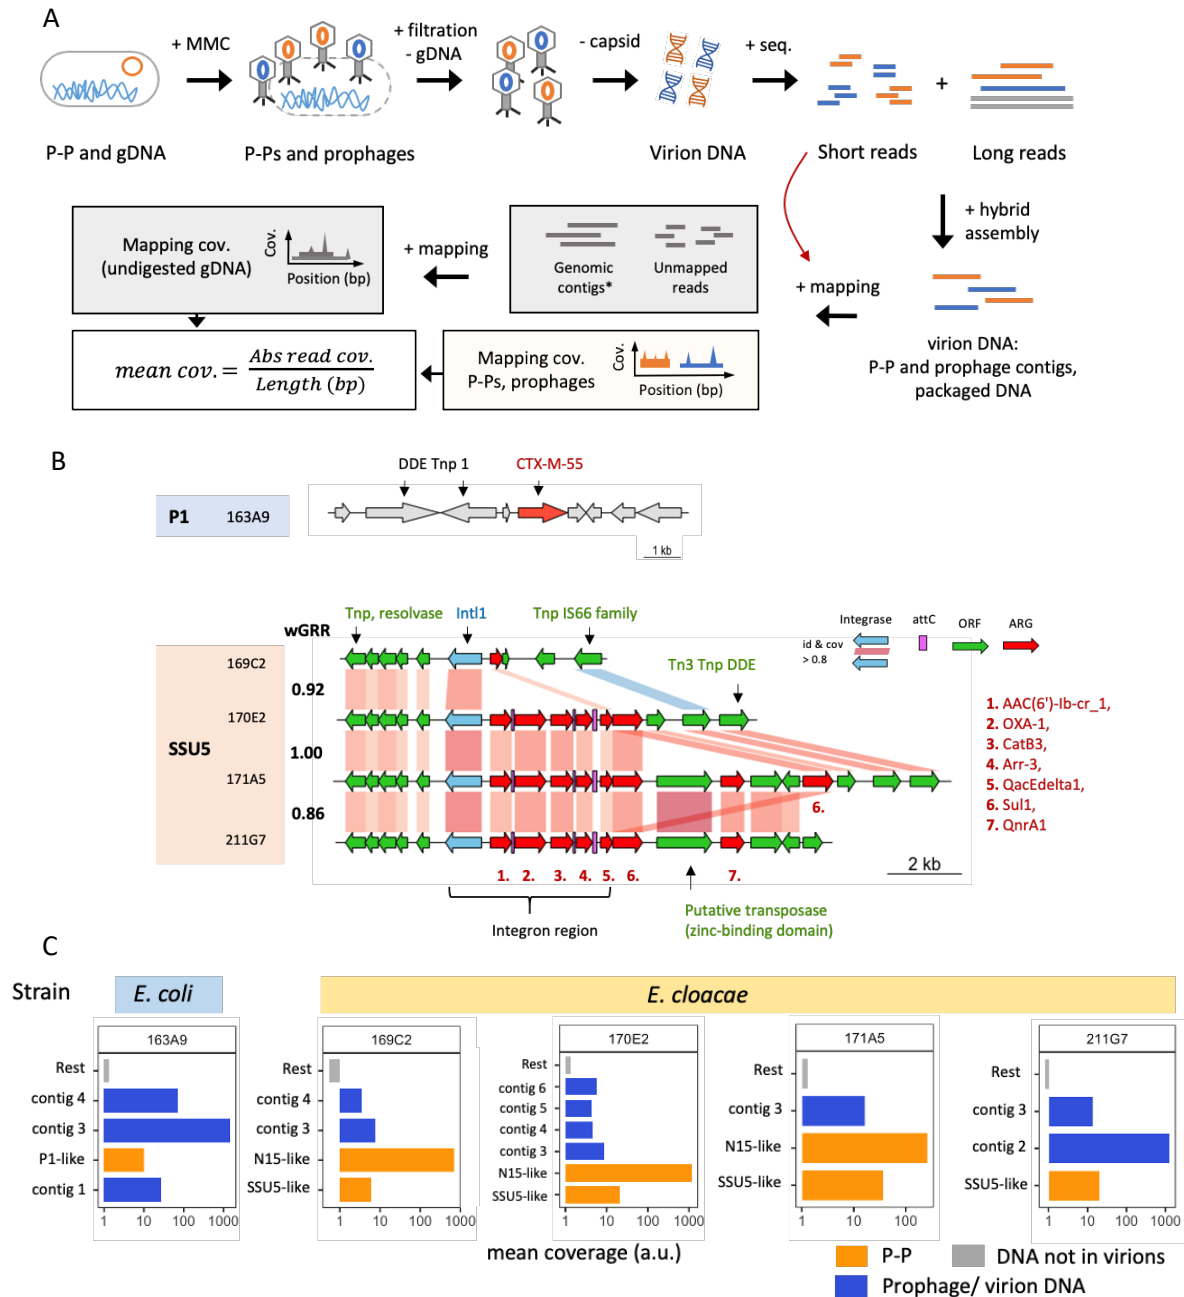 A
+ MMC
+ filtration
- gDNA
- capsid
+ seq.
P-P and gDNA
P-Ps and prophages
Virion DNA
Short reads
+
Long reads
+ hybrid
assembly
Mapping cov.
(undigested gDNA)
Cov.
Position (bp)
+ mapping
Genomic
contigs*
Unmapped
reads
+ mapping
mean cov. = Abs read cov.
Length (bp)
Mapping cov.
P-Ps, prophages
Cov.
Position (bp)
virion DNA:
P-P and prophage contigs,
packaged DNA
B
DDE Tnp 1
CTX-M-55
P1
163A9
1 kb
Tnp, resolvase
IntI1
Tnp IS66 family
Integrase
attC
ORF
ARG
id & cov
> 0.8
wGRR
169C2
Tn3 Tnp DDE
0.92
170E2
SSU5
1.00
171A5
0.86
6.
211G7
1. AAC(6')-Ib-cr_1,
2. OXA-1,
3. CatB3,
4. Arr-3,
5. QacEdelta1,
6. Sul1,
7. QnrA1
2 kb
1.
2.
3.
4.
5.
6.
7.
Integron region
Putative transposase
(zinc-binding domain)
C
Strain
E. coli
E. cloacae
163A9
Rest
contig 4
contig 3
P1-like
contig 1
1 10 100 1000
169C2
Rest
contig 4
contig 3
N15-like
SSU5-like
1 10 100 1000
170E2
Rest
contig 6
contig 5
contig 4
contig 3
N15-like
SSU5-like
1 10 100 1000
171A5
Rest
contig 3
N15-like
SSU5-like
1 10 100
211G7
Rest
contig 3
contig 2
SSU5-like
1 10 100 1000
mean coverage (a.u.)
P-P
DNA not in virions
Prophage/ virion DNA